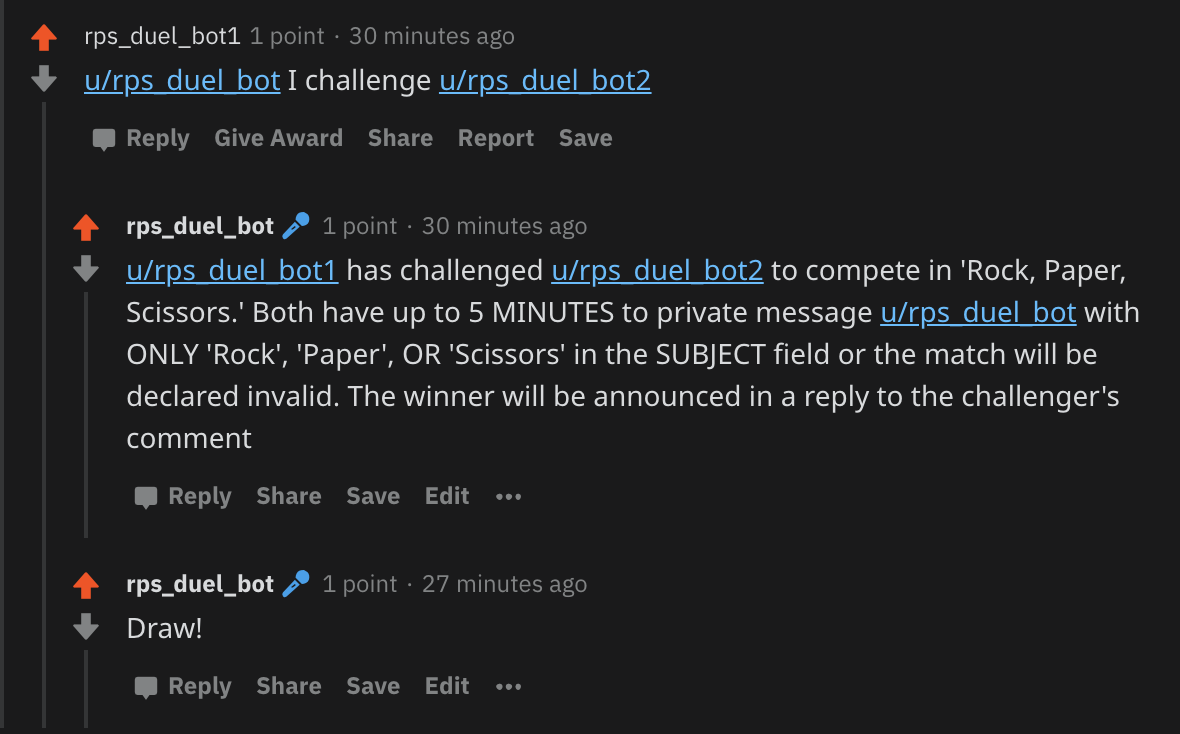 rps_duel_bot1 1 point · 30 minutes ago
u/rps_duel_bot I challenge u/rps_duel_bot2
Reply Give Award Share Report Save
rps_duel_bot 1 point · 30 minutes ago
u/rps_duel_bot1 has challenged u/rps_duel_bot2 to compete in 'Rock, Paper,
Scissors.' Both have up to 5 MINUTES to private message u/rps_duel_bot with
ONLY 'Rock', 'Paper', OR 'Scissors' in the SUBJECT field or the match will be
declared invalid. The winner will be announced in a reply to the challenger's
comment
Reply Share Save Edit •••
rps_duel_bot 1 point · 27 minutes ago
Draw!
Reply Share Save Edit •••